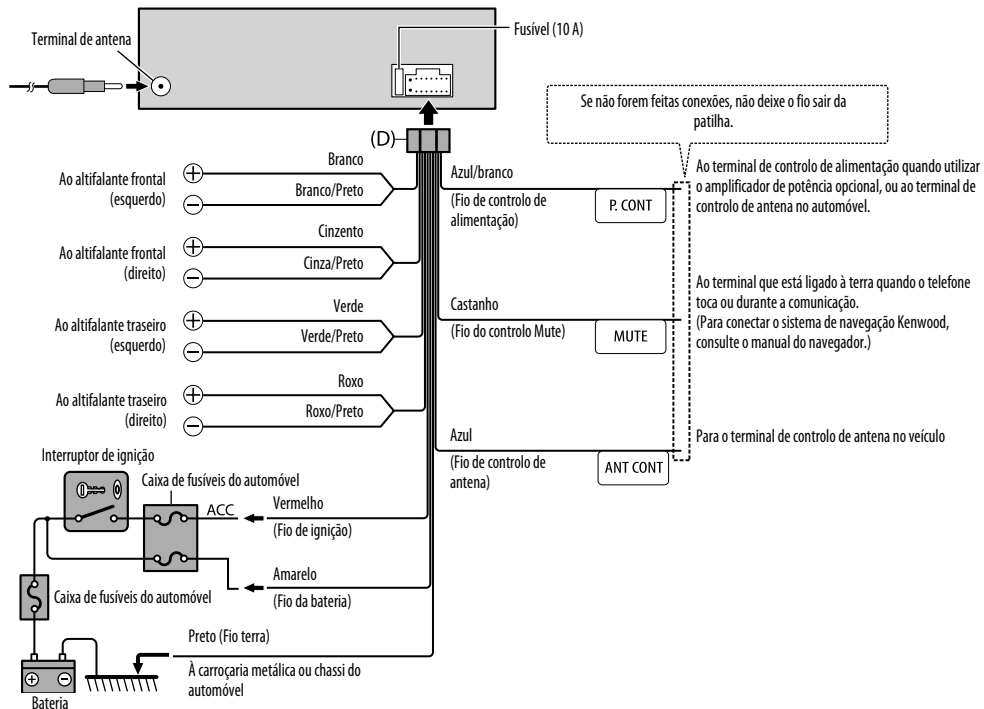 Terminal de antena
Fusível (10 A)
Se não forem feitas conexões, não deixe o fio sair da
patilha.
(D)
Branco
Branco/Preto
Ao altifalante frontal
(esquerdo)
Cinzento
Cinza/Preto
Ao altifalante frontal
(direito)
Verde
Verde/Preto
Ao altifalante traseiro
(esquerdo)
Roxo
Roxo/Preto
Ao altifalante traseiro
(direito)
Azul/branco
(Fio de controlo de
alimentação)
P. CONT
Ao terminal de controlo de alimentação quando utilizar
o amplificador de potência opcional, ou ao terminal de
controlo de antena no automóvel.
Castanho
(Fio do controlo Mute)
MUTE
Ao terminal que está ligado à terra quando o telefone
toca ou durante a comunicação.
(Para conectar o sistema de navegação Kenwood,
consulte o manual do navegador.)
Azul
(Fio de controlo de
antena)
ANT CONT
Para o terminal de controlo de antena no veículo
Interruptor de ignição
Caixa de fusíveis do automóvel
ACC
Vermelho
(Fio de ignição)
Amarelo
(Fio da bateria)
Caixa de fusíveis do automóvel
Preto (Fio terra)
À carroçaria metálica ou chassi do
automóvel
Bateria